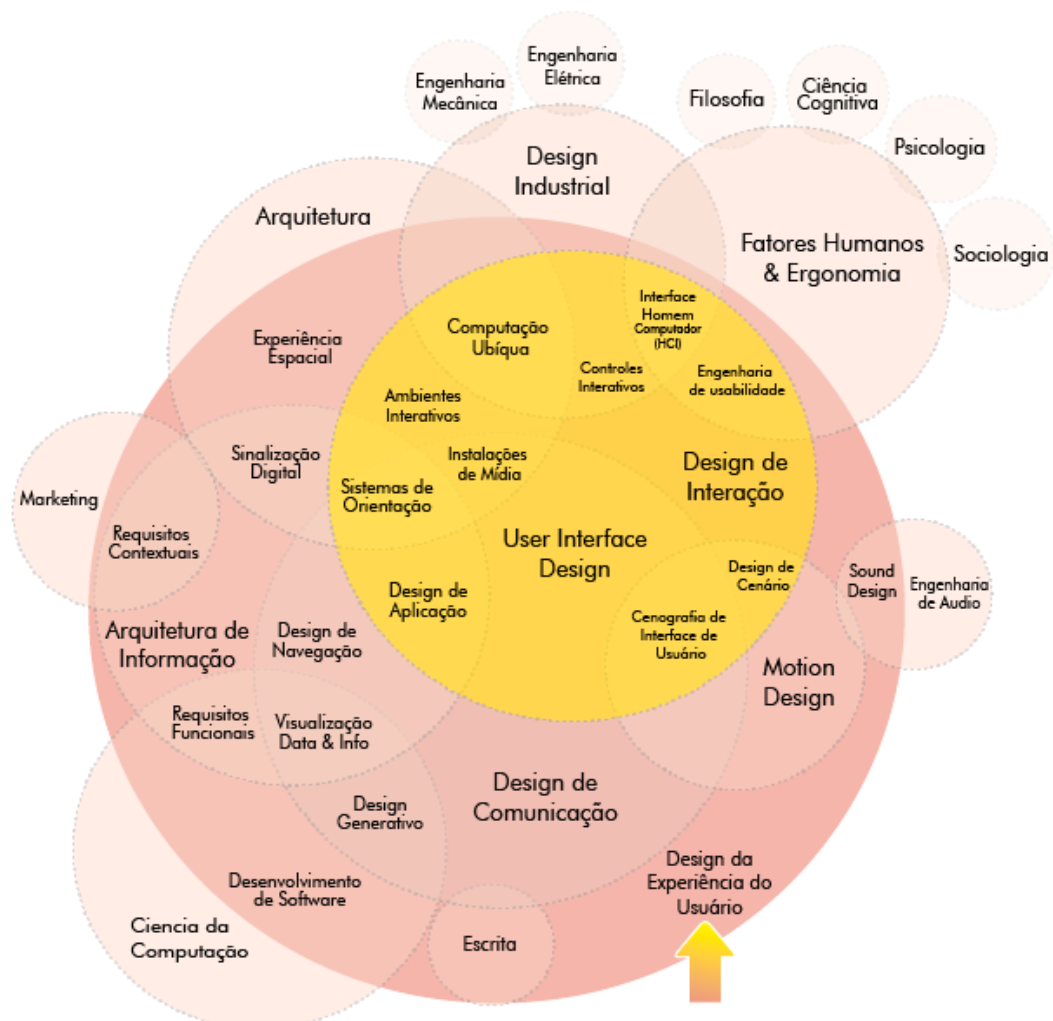 Engenharia
Elétrica
Engenharia
Mecânica
Filosofia
Ciência
Cognitiva
Psicologia
Design
Industrial
Arquitetura
Fatores Humanos
& Ergonomia
Sociologia
Interface
Homem
Computador
(HCI)
Experiência
Espacial
Computação
Ubíqua
Controles
Interativos
Engenharia
de usabilidade
Ambientes
Interativos
Sinalização
Digital
Instalações
de Mídia
Design de
Interação
Sistemas de
Orientação
Marketing
Requisitos
Contextuais
User Interface
Design
Design de
Cenário
Sound
Design
Engenharia
de Audio
Design de
Aplicação
Cenografia de
Interface de
Usuário
Arquitetura de
Informação
Design de
Navegação
Motion
Design
Requisitos
Funcionais
Visualização
Data & Info
Design de
Comunicação
Design
Generativo
Design da
Experiência do
Usuário
Desenvolvimento
de Software
Ciencia da
Computação
Escrita